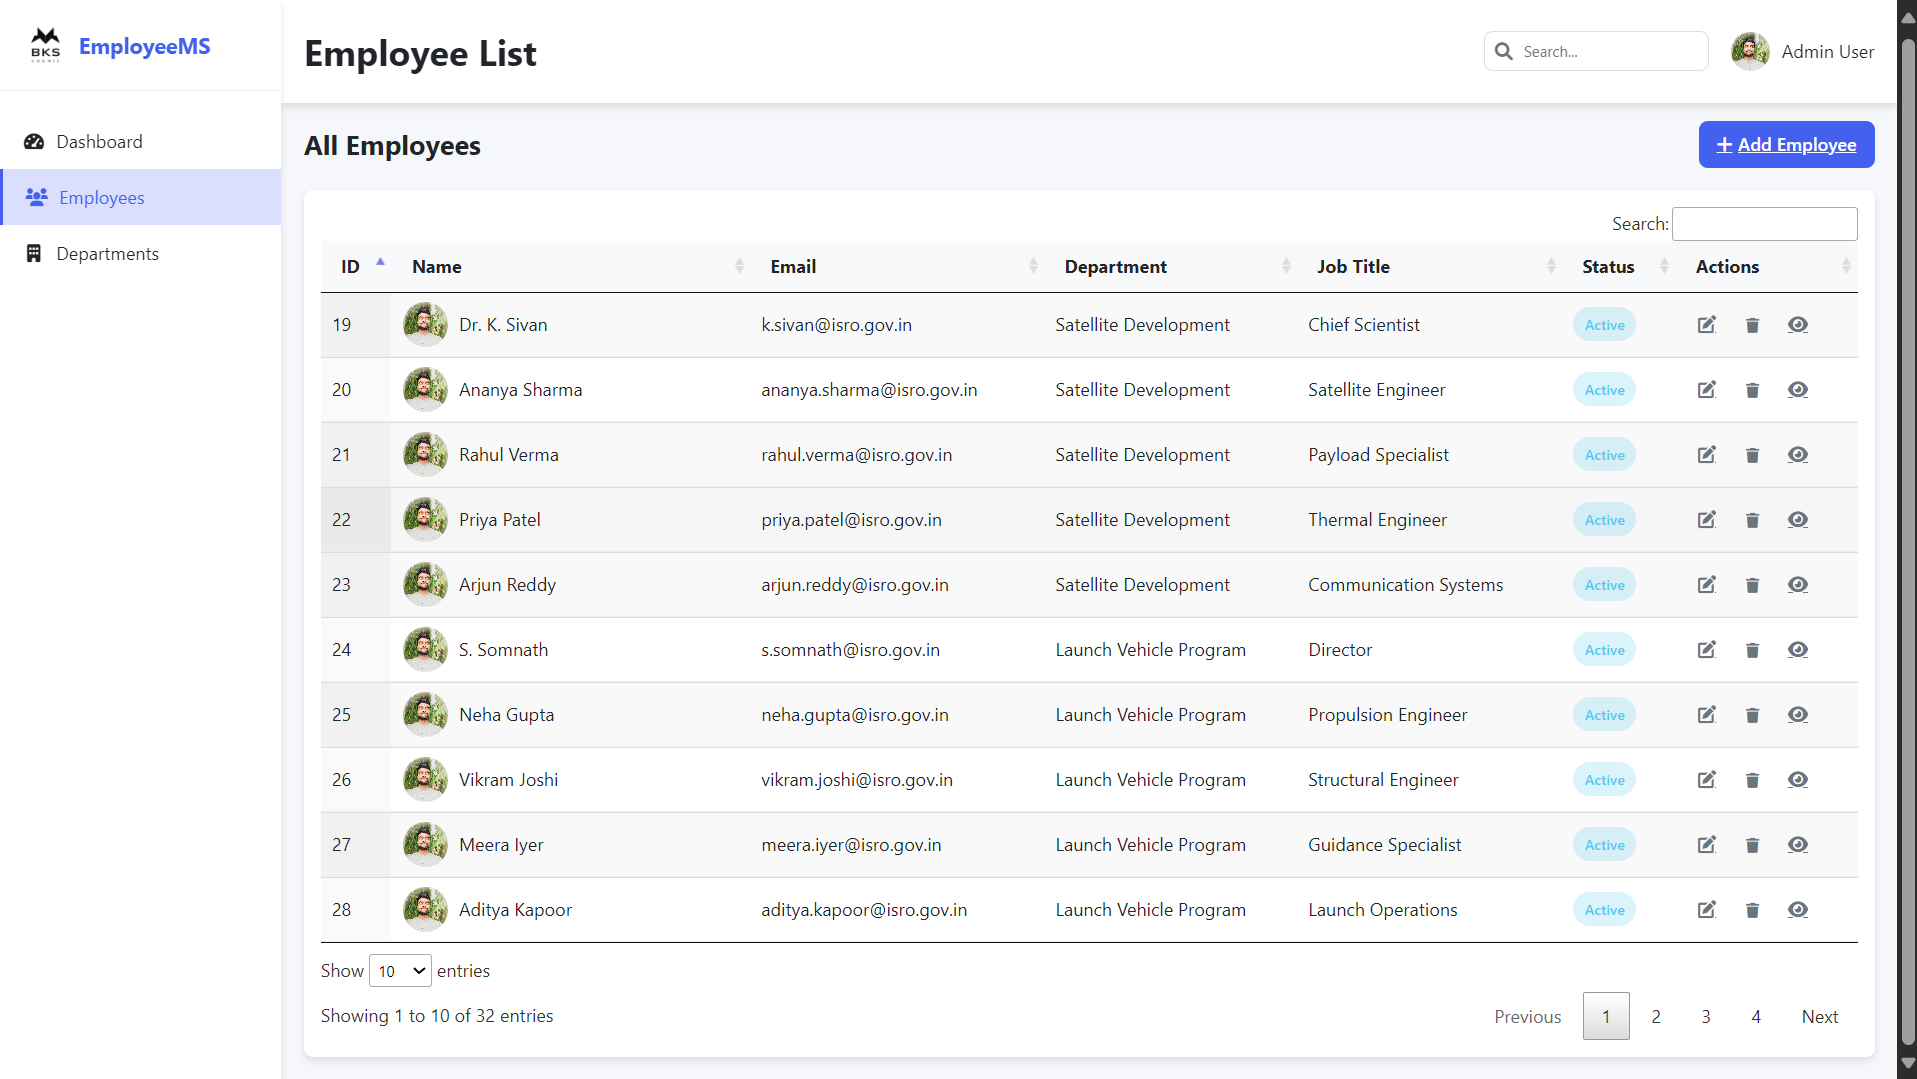 BKS
COSMIC
EmployeeMS
Employee List
Search...
Admin User
Dashboard
Employees
Departments
All Employees
+ Add Employee
Search:
ID Name Email Department Job Title Status Actions
19 Dr. K. Sivan k.sivan@isro.gov.in Satellite Development Chief Scientist Active
20 Ananya Sharma ananya.sharma@isro.gov.in Satellite Development Satellite Engineer Active
21 Rahul Verma rahul.verma@isro.gov.in Satellite Development Payload Specialist Active
22 Priya Patel priya.patel@isro.gov.in Satellite Development Thermal Engineer Active
23 Arjun Reddy arjun.reddy@isro.gov.in Satellite Development Communication Systems Active
24 S. Somnath s.somnath@isro.gov.in Launch Vehicle Program Director Active
25 Neha Gupta neha.gupta@isro.gov.in Launch Vehicle Program Propulsion Engineer Active
26 Vikram Joshi vikram.joshi@isro.gov.in Launch Vehicle Program Structural Engineer Active
27 Meera Iyer meera.iyer@isro.gov.in Launch Vehicle Program Guidance Specialist Active
28 Aditya Kapoor aditya.kapoor@isro.gov.in Launch Vehicle Program Launch Operations Active
Show 10 entries
Showing 1 to 10 of 32 entries
Previous 1 2 3 4 Next